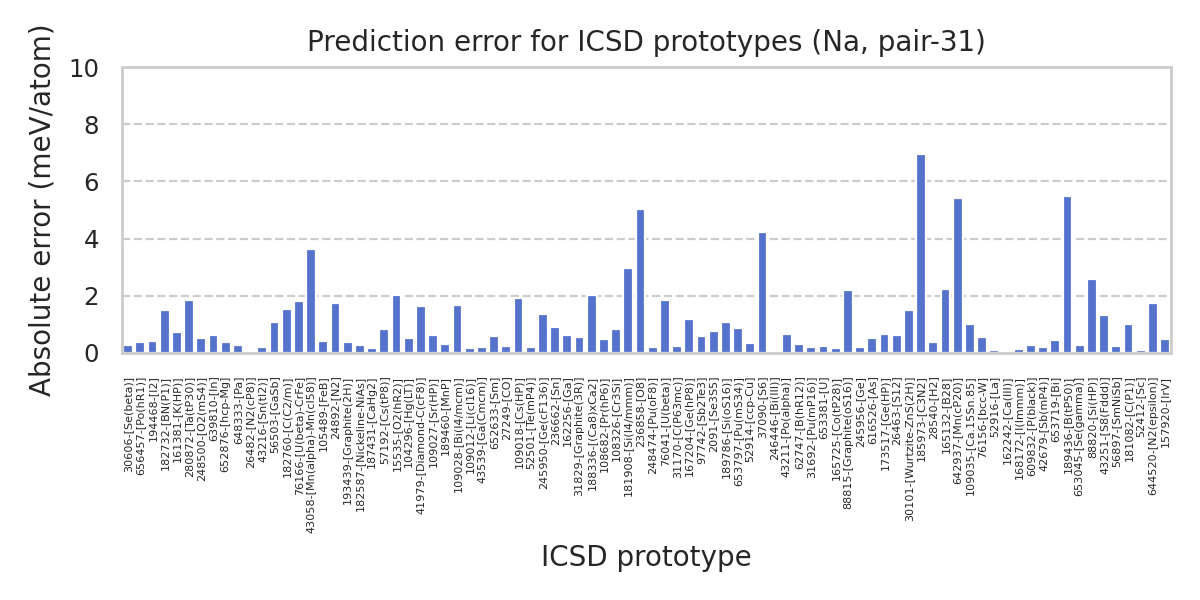 Prediction error for ICSD prototypes (Na, pair-31)
Absolute error (meV/atom)
10
8
6
4
2
0
30606-[Se(beta)]
656457-[Po(hR1)]
194468-[I2]
182732-[BN(P1)]
161381-[K(HP)]
280872-[Ta(tP30)]
248500-[O2(mS4)]
639810-[In]
652876-[hcp-Mg]
648333-[Pa]
26482-[N2(cP8)]
43216-[Sn(tI2)]
56503-[GaSb]
182760-[C(C2/m)]
76166-[U(beta)-CrFe]
43058-[Mn(alpha)-Mn(cI58)]
105489-[FeB]
24892-[N2]
193439-[Graphite(2H)]
182587-[Nickeline-NiAs]
187431-[CaHg2]
57192-[Cs(tP8)]
15535-[O2(hR2)]
104296-[Hg(LT)]
41979-[Diamond-C(cF8)]
109027-[Sr(HP)]
189460-[MnP]
109028-[Bi(I4/mcm)]
109012-[Li(cI16)]
43539-[Ga(Cmcm)]
652633-[Sm]
27249-[CO]
109018-[Cs(HP)]
52501-[Te(mP4)]
245950-[Ge(cF136)]
236662-[Sn]
162256-[Ga]
31829-[Graphite(3R)]
188336-[(Ca8)xCa2]
108682-[Pr(hP6)]
108326-[Cr3Si]
181908-[Si(I4/mmm)]
236858-[O8]
248474-[Pu(oF8)]
76041-[U(beta)]
31170-[C(P63mc)]
167204-[Ge(hP8)]
97742-[Sb2Te3]
2091-[Se3S5]
189786-[Si(oS16)]
653797-[Pu(mS34)]
52914-[ccp-Cu]
37090-[S6]
246446-[Bi(III)]
43211-[Po(alpha)]
62747-[B(hR12)]
31692-[Pu(mP16)]
653381-[U]
165725-[Co(tP28)]
88815-[Graphite(oS16)]
245956-[Ge]
616526-[As]
173517-[Ge(HP)]
26463-[S12]
30101-[Wurtzite-ZnS(2H)]
185973-[C3N2]
28540-[H2]
165132-[B28]
642937-[Mn(cP20)]
109035-[Ca.15Sn.85]
76156-[bcc-W]
52916-[La]
162242-[Ca(III)]
168172-[I(Immm)]
609832-[P(black)]
42679-[Sb(mP4)]
653719-[Bi]
189436-[B(tP50)]
653045-[Se(gamma)]
88820-[Si(HP)]
43251-[S8(Fddd)]
56897-[SmNiSb]
181082-[C(P1)]
52412-[Sc]
644520-[N2(epsilon)]
157920-[IrV]
ICSD prototype